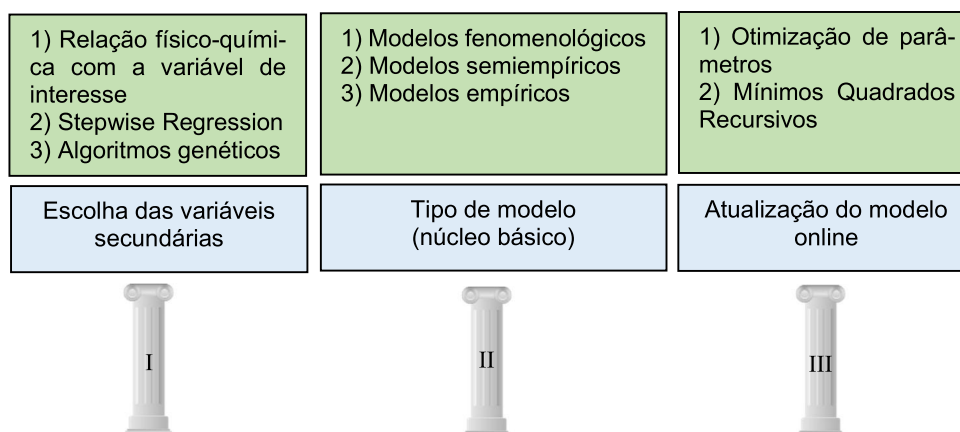 1) Relação físico-quími-
ca com a variável de
interesse
2) Stepwise Regression
3) Algoritmos genéticos
1) Modelos fenomenológicos
2) Modelos semiempíricos
3) Modelos empíricos
1) Otimização de parâ-
metros
2) Mínimos Quadrados
Recursivos
Escolha das variáveis
secundárias
Tipo de modelo
(núcleo básico)
Atualização do modelo
online
I
II
III